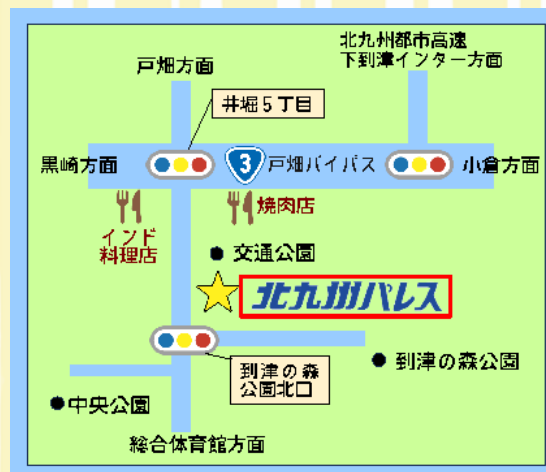 北九州都市高速
下到津インター方面
戸畑方面
井堀5丁目
黒崎方面
3
戸畑バイパス
小倉方面
焼肉店
インド
料理店
交通公園
北九州パレス
到津の森
公園北口
到津の森公園
中央公園
総合体育館方面